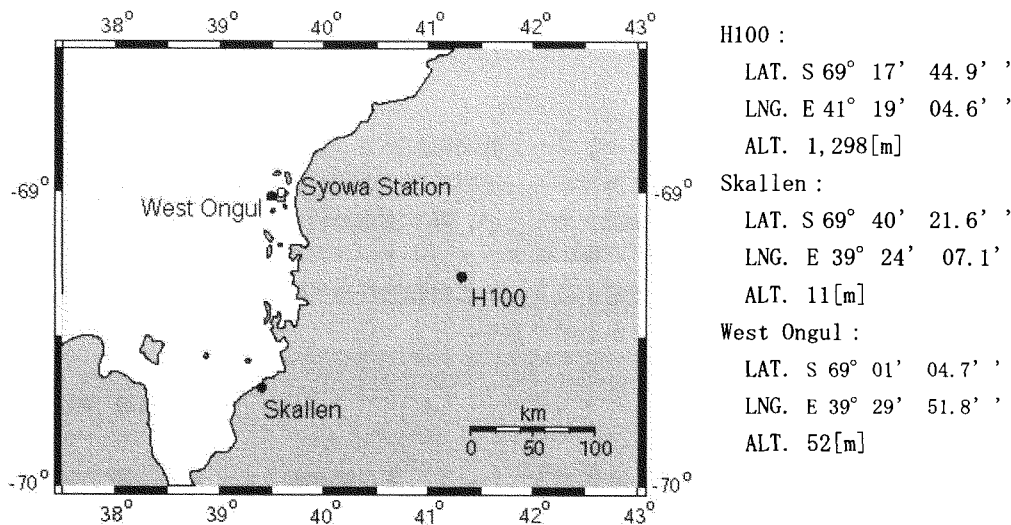 38° 39° 40° 41° 42° 43°
-69° -69°
Syowa Station
West Ongul
H100
Skallen
km
0 50 100
-70° -70°
38° 39° 40° 41° 42° 43°
H100 :
LAT. S 69° 17' 44.9' '
LNG. E 41° 19' 04.6' '
ALT. 1,298[m]
Skallen :
LAT. S 69° 40' 21.6' '
LNG. E 39° 24' 07.1'
ALT. 11[m]
West Ongul :
LAT. S 69° 01' 04.7' '
LNG. E 39° 29' 51.8' '
ALT. 52[m]